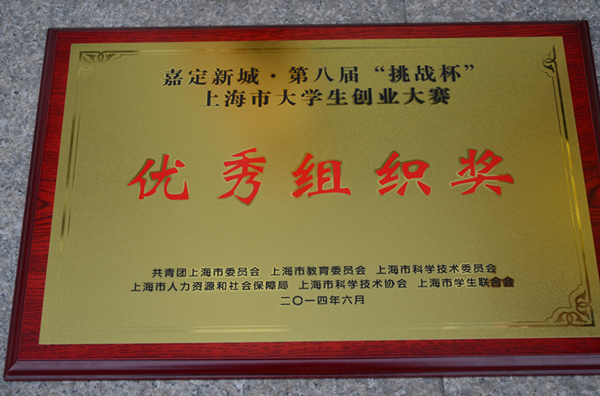 嘉定新城·第八届“挑战杯”
上海市大学生创业大赛
优秀组织奖
共青团上海市委员会 上海市教育委员会 上海市科学技术委员会
上海市人力资源和社会保障局 上海市科学技术协会 上海市学生联合会
二〇一四年六月